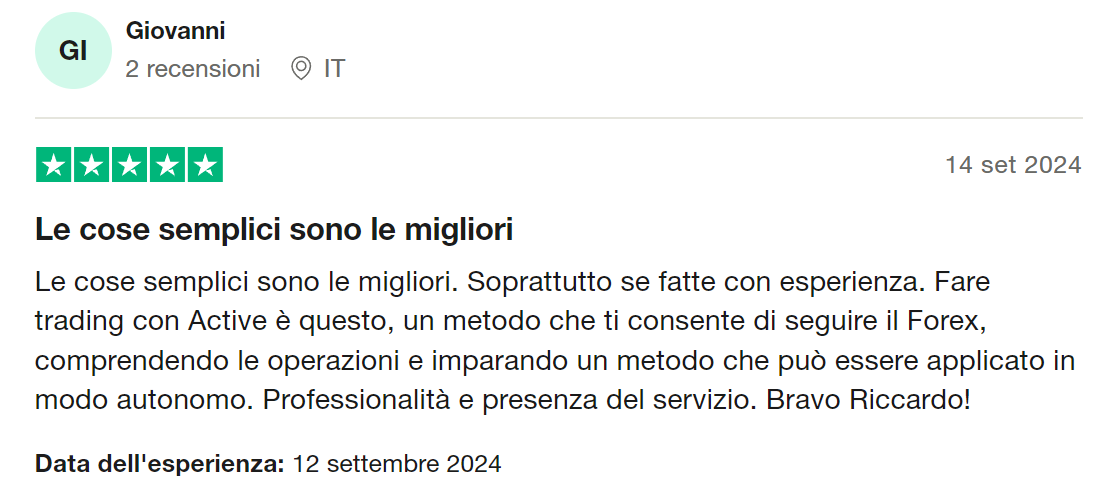 GI
Giovanni
2 recensioni IT
14 set 2024
Le cose semplici sono le migliori
Le cose semplici sono le migliori. Soprattutto se fatte con esperienza. Fare
trading con Active è questo, un metodo che ti consente di seguire il Forex,
comprendendo le operazioni e imparando un metodo che può essere applicato in
modo autonomo. Professionalità e presenza del servizio. Bravo Riccardo!
Data dell'esperienza: 12 settembre 2024